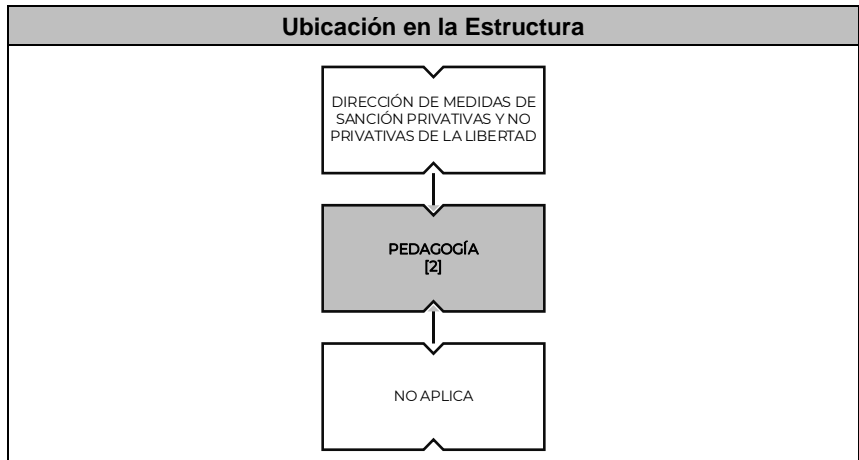 Ubicación en la Estructura
DIRECCIÓN DE MEDIDAS DE
SANCIÓN PRIVATIVAS Y NO
PRIVATIVAS DE LA LIBERTAD
PEDAGOGÍA
[2]
NO APLICA